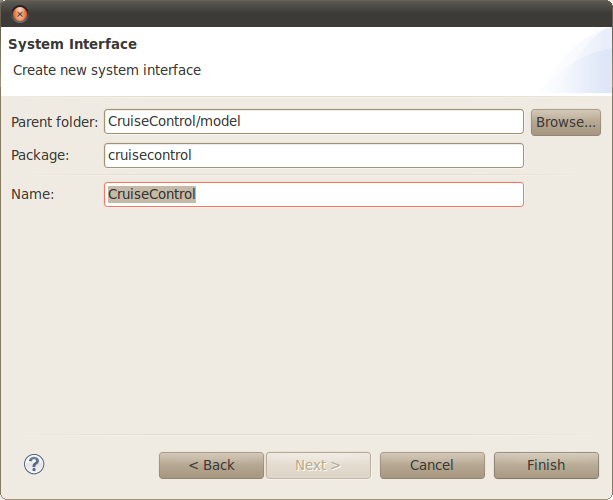 System Interface
Create new system interface
Parent folder: CruiseControl/model Browse...
Package: cruisecontrol
Name: CruiseControl
? < Back Next > Cancel Finish